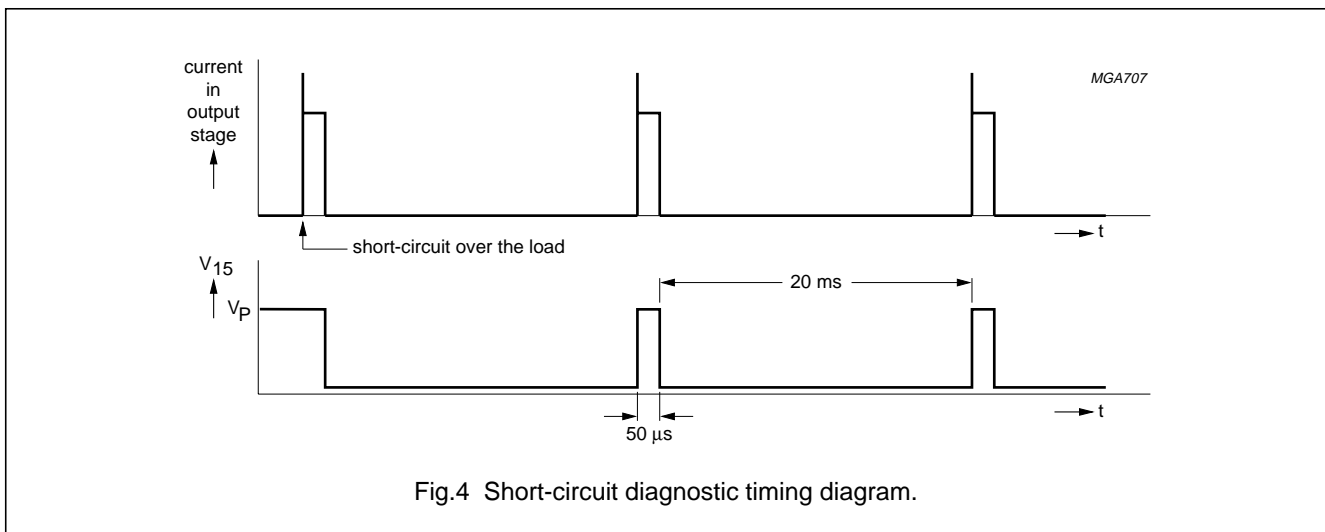 current
in
output
stage
MGA707
t
short-circuit over the load
V15
VP
20 ms
t
50 µs
Fig.4 Short-circuit diagnostic timing diagram.